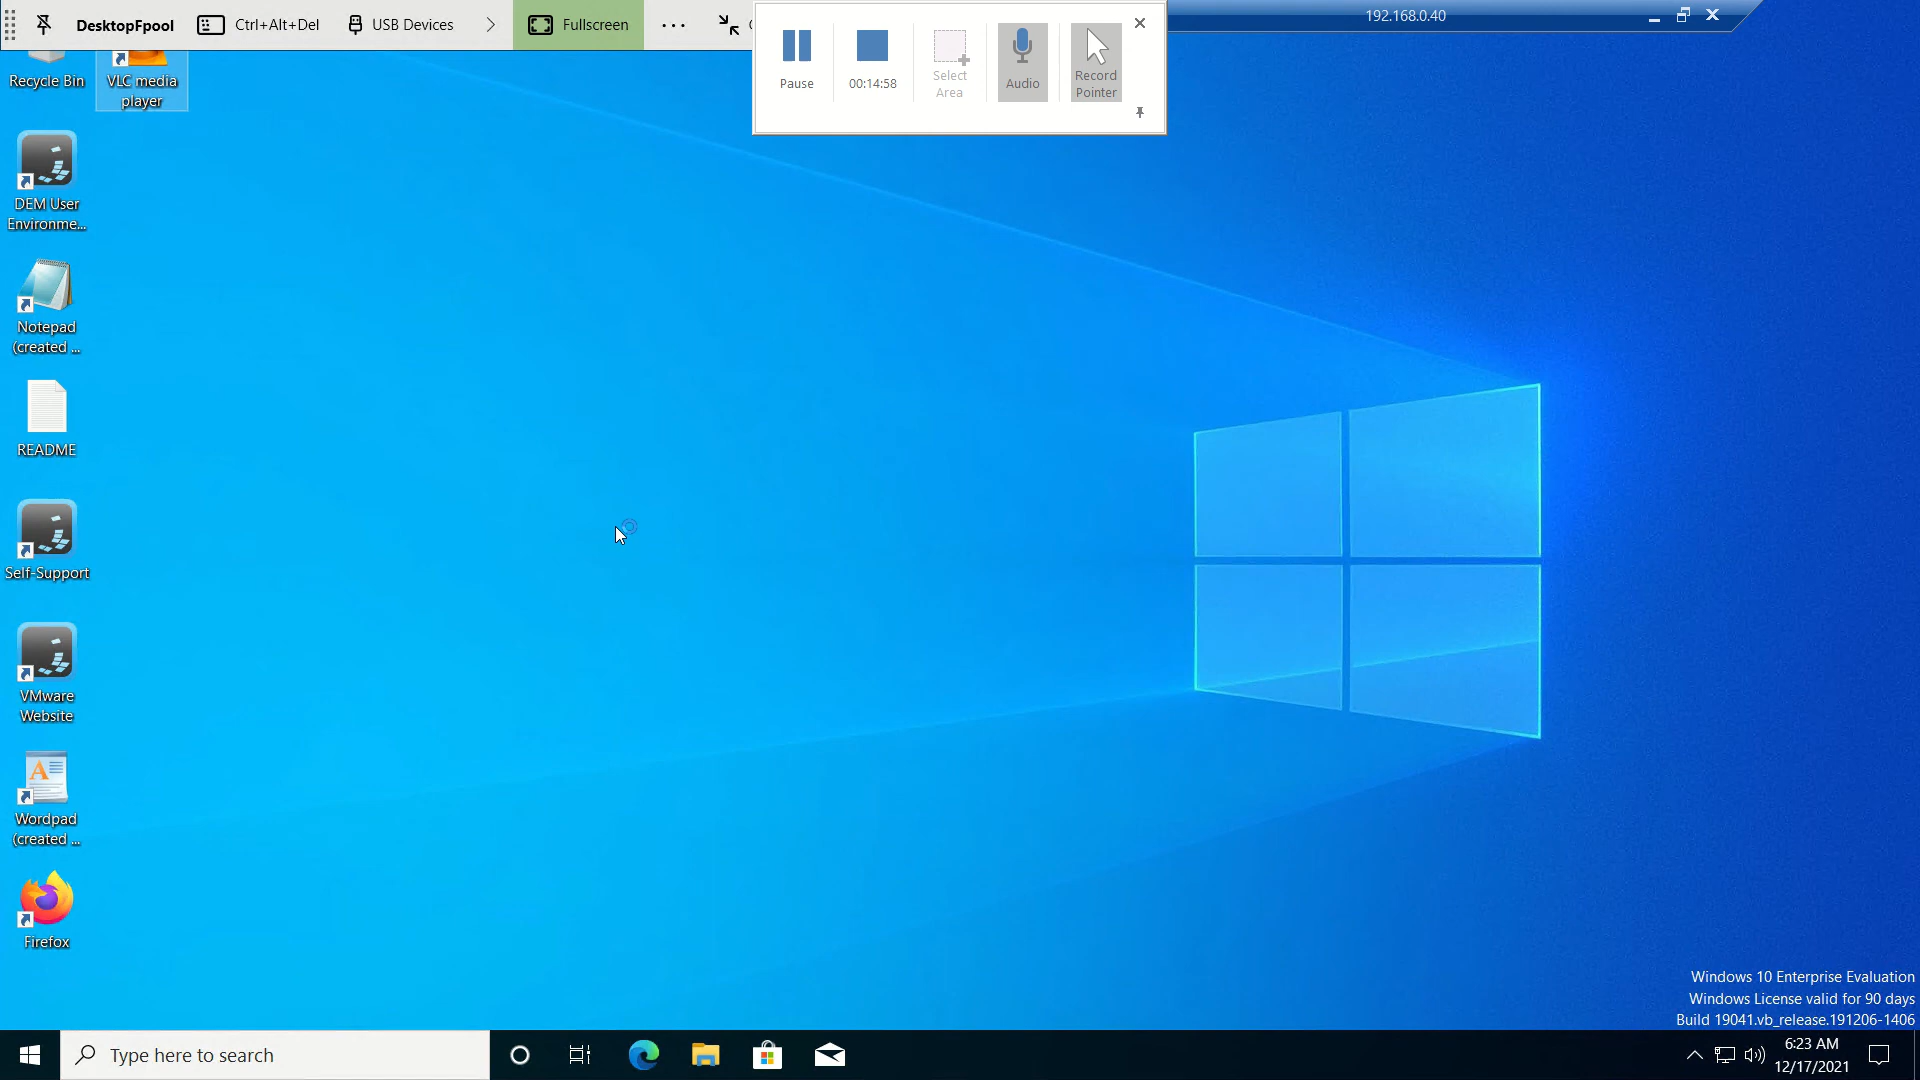 DesktopFpool
Ctrl+Alt+Del
USB Devices
Fullscreen
192.168.0.40
Pause
00:14:58
Select
Area
Audio
Record
Pointer
Recycle Bin
VLC media
player
DEM User
Environme...
Notepad
(created ...
README
Self-Support
VMware
Website
Wordpad
(created ...
Firefox
Windows 10 Enterprise Evaluation
Windows License valid for 90 days
Build 19041.vb_release.191206-1406
Type here to search
6:23 AM
12/17/2021